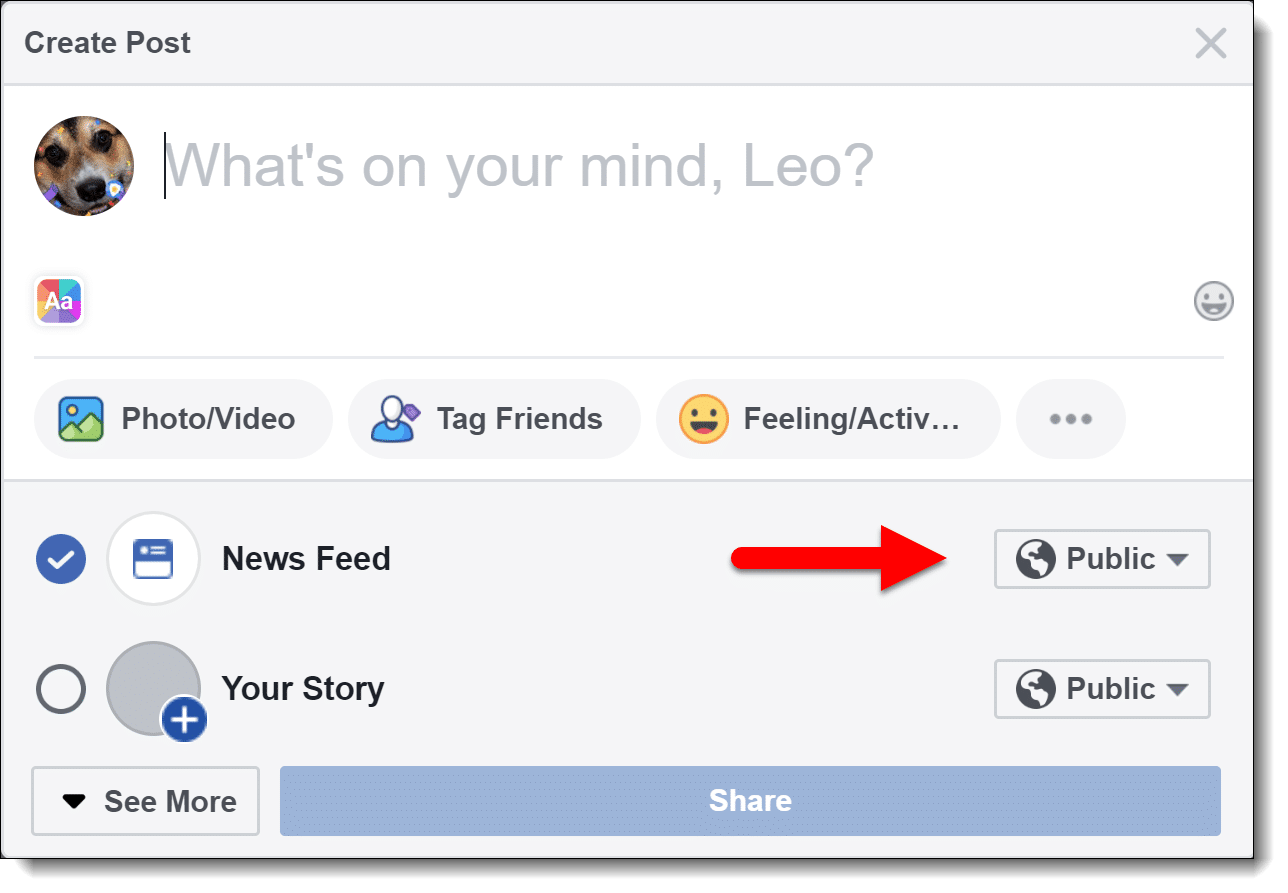 Create Post
What's on your mind, Leo?
Aa
Photo/Video
Tag Friends
Feeling/Activ...
News Feed
Public
Your Story
Public
See More
Share